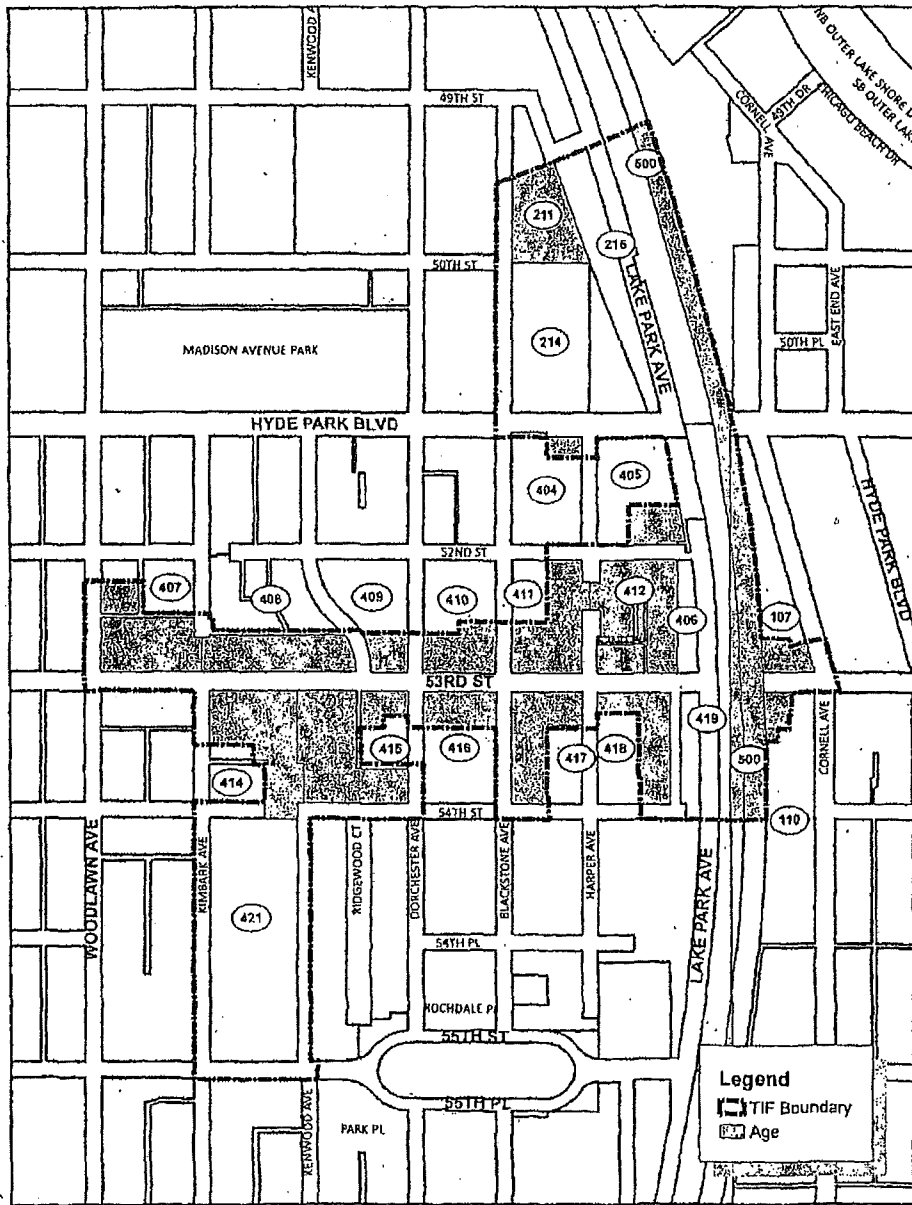 KENWOOD
NB OUTER LAKE SHORE D
SB OUTER LAKE
49TH ST
CORNELL AVE
49TH DR
CHICAGO BEACH DR
500
211
216
LAKE PARK AVE
50TH ST
EAST END AVE
50TH PL
MADISON AVENUE PARK
214
HYDE PARK BLVD
HYDE PARK BLVD
404
405
52ND ST
407
408
409
410
411
412
406
107
53RD ST
415
416
417
418
419
500
CORNELL AVE
414
54TH ST
110
WOODLAWN AVE
KIMBARK AVE
RIDGEWOOD CT
DORCHESTER AVE
BLACKSTONE AVE
HARPER AVE
LAKE PARK AVE
421
54TH PL
ROCHDALE PL
55TH ST
55TH PL
KENWOOD AVE
PARK PL
Legend
TIF Boundary
Age